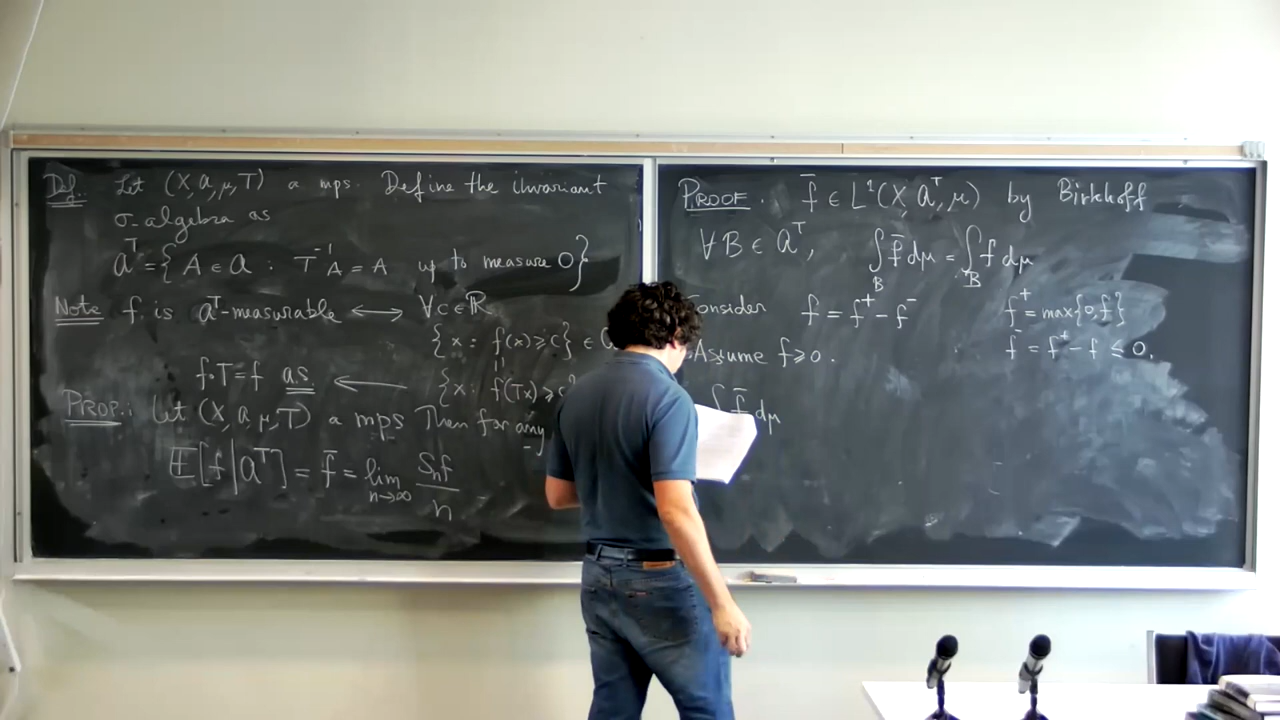 Def: Let (X, a, μ, T) a mps. Define the invariant
σ-algebra as
a^T = { A ∈ a : T^{-1}A = A up to measure 0}
Note f is a^T-measurable ⟷ ∀c∈ℝ
{x : f(x) ≥ c} ∈
f∘T = f a.s ⟵ {x : f(Tx) ≥ c
PROP.: Let (X, a, μ, T) a mps Then for any
𝔼[f | a^T] = f̄ = lim_{n→∞} S_n f / n
PROOF. f̄ ∈ L^1(X, a^T, μ) by Birkhoff
∀B ∈ a^T, ∫_B f̄ dμ = ∫_B f dμ
Consider f = f^+ - f^- f^+ = max{0, f}
f^- = f^+ - f ≤ 0.
Assume f ≥ 0.
∫ f̄ dμ